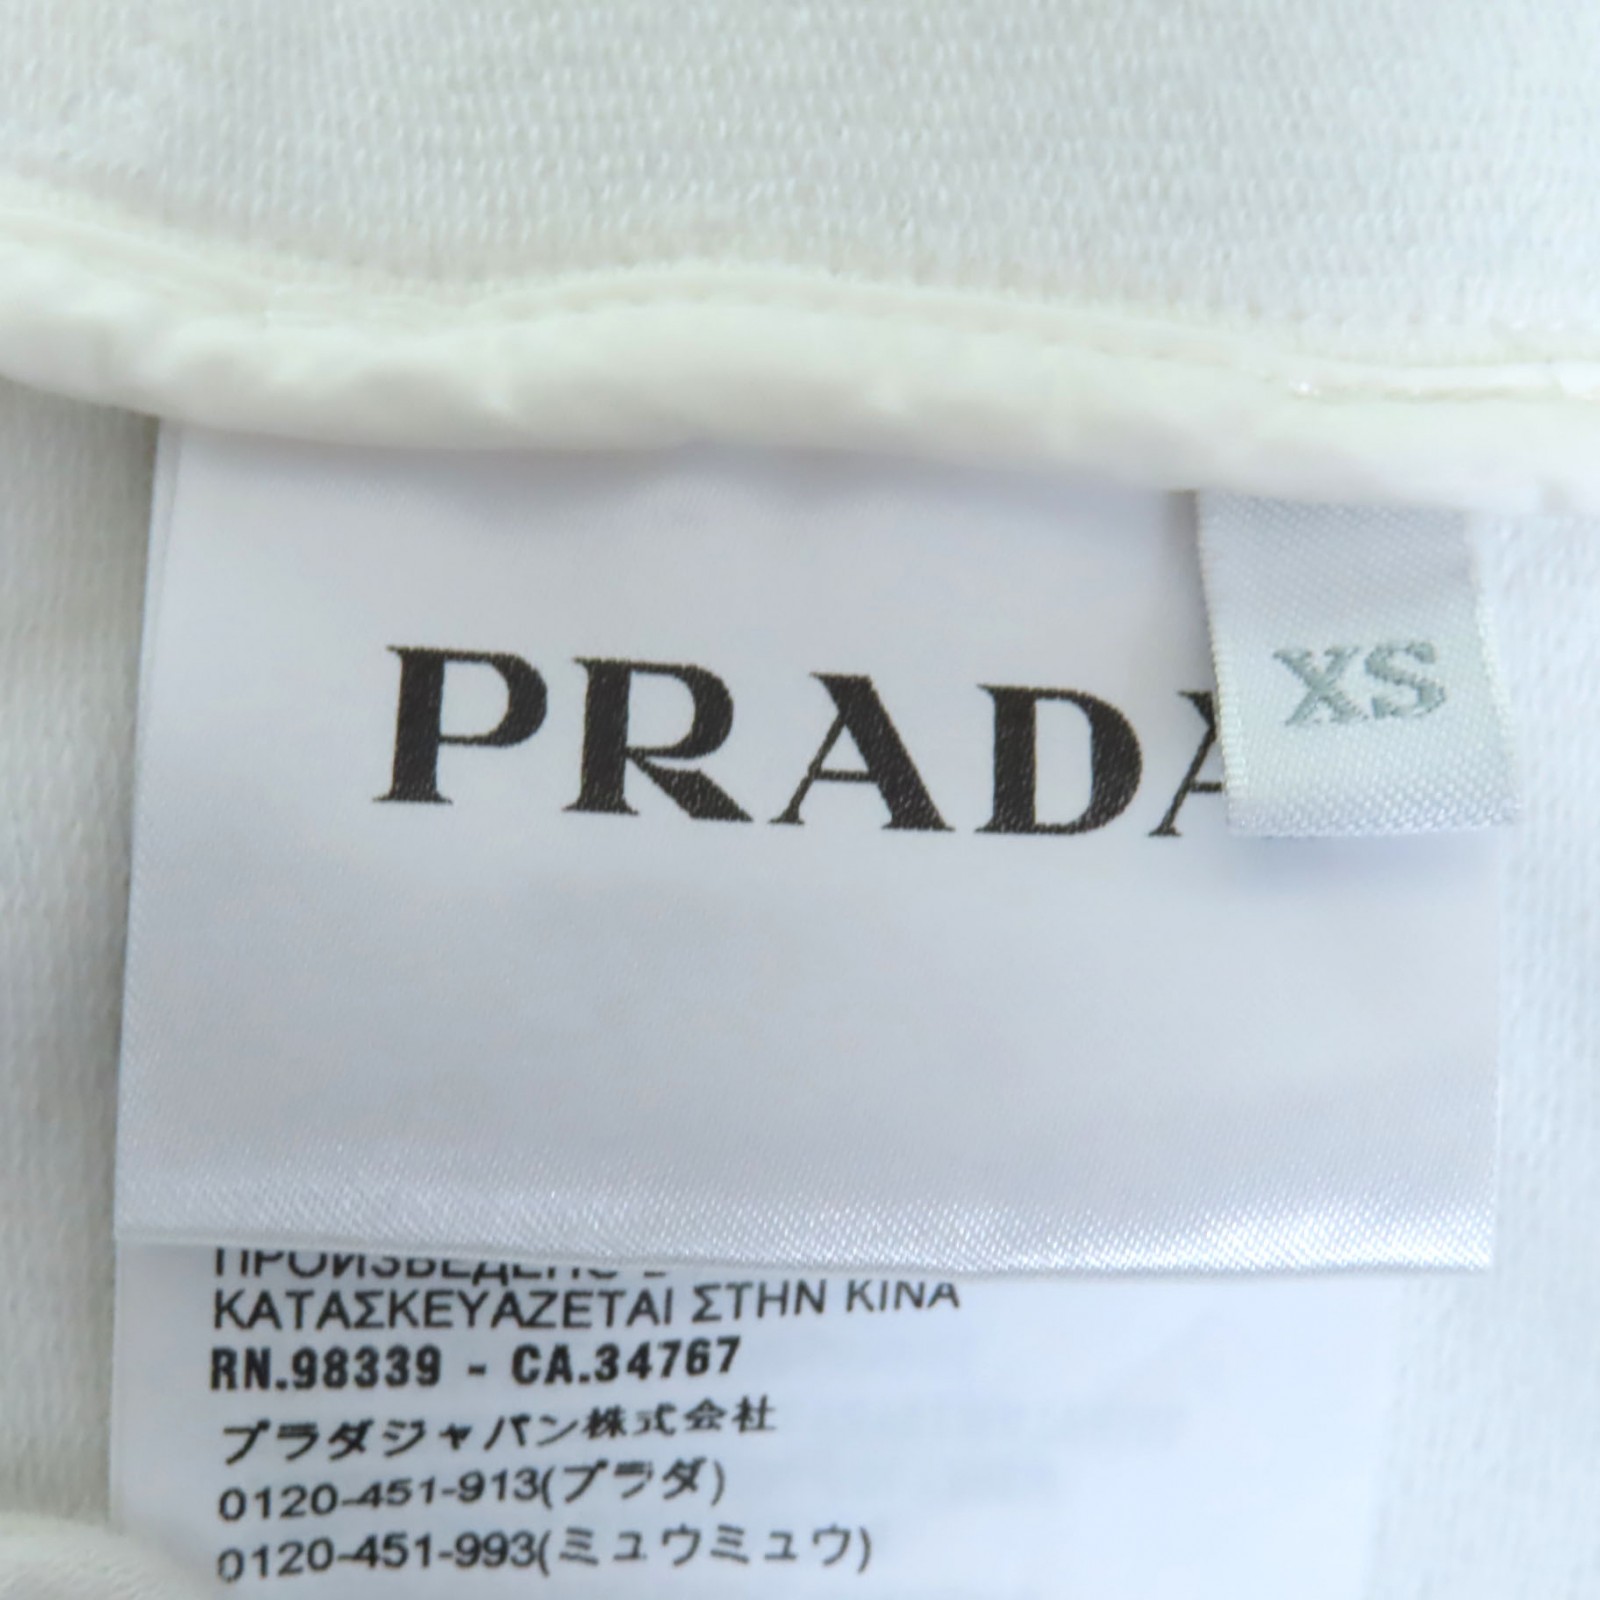 PRADA
XS
ΚΑΤΑΣΚΕΥΑΖΕΤΑΙ ΣΤΗΝ ΚΙΝΑ
RN.98339 - CA.34767
プラダジャパン株式会社
0120-451-913(プラダ)
0120-451-993(ミュウミュウ)